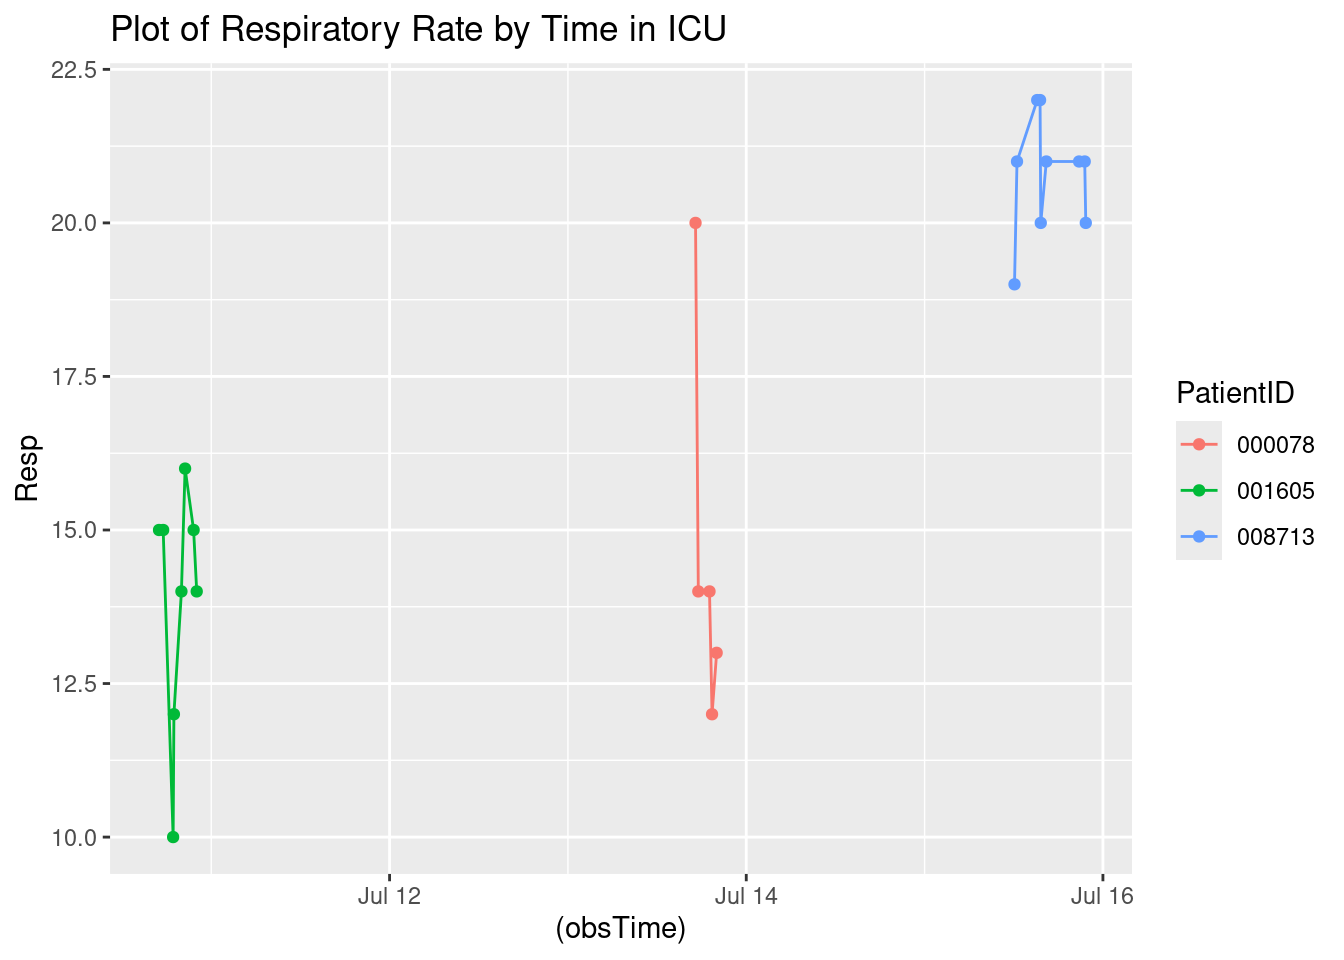 Plot of Respiratory Rate by Time in ICU
22.5
20.0
17.5
15.0
12.5
10.0
Resp
Jul 12
Jul 14
Jul 16
(obsTime)
PatientID
000078
001605
008713